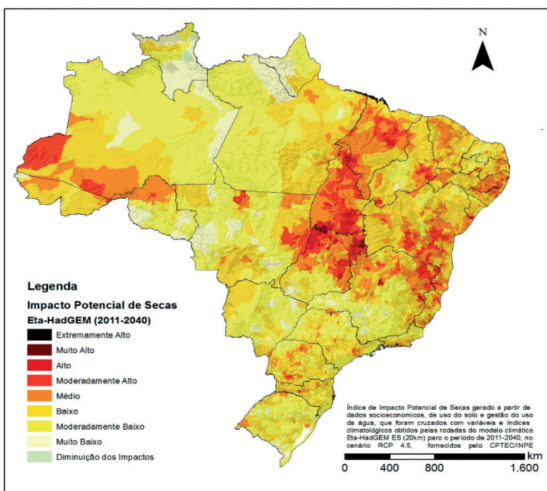 N
Legenda
Impacto Potencial de Secas
Eta-HadGEM (2011-2040)
Extremamente Alto
Muito Alto
Alto
Moderadamente Alto
Médio
Baixo
Moderadamente Baixo
Muito Baixo
Diminuição dos Impactos
Índice de Impacto Potencial de Secas gerado a partir de
dados socioeconomicos, de uso do solo e gestão do uso
da água, que foram cruzados com variáveis e índices
climatológicos obtidos pelas rodadas do modelo climático
Eta-HadGEM ES (20km) paro o período de 2011-2040, no
cenário RCP 4.5, fornecidos pelo CPTEC/INPE
km
0 400 800 1.600